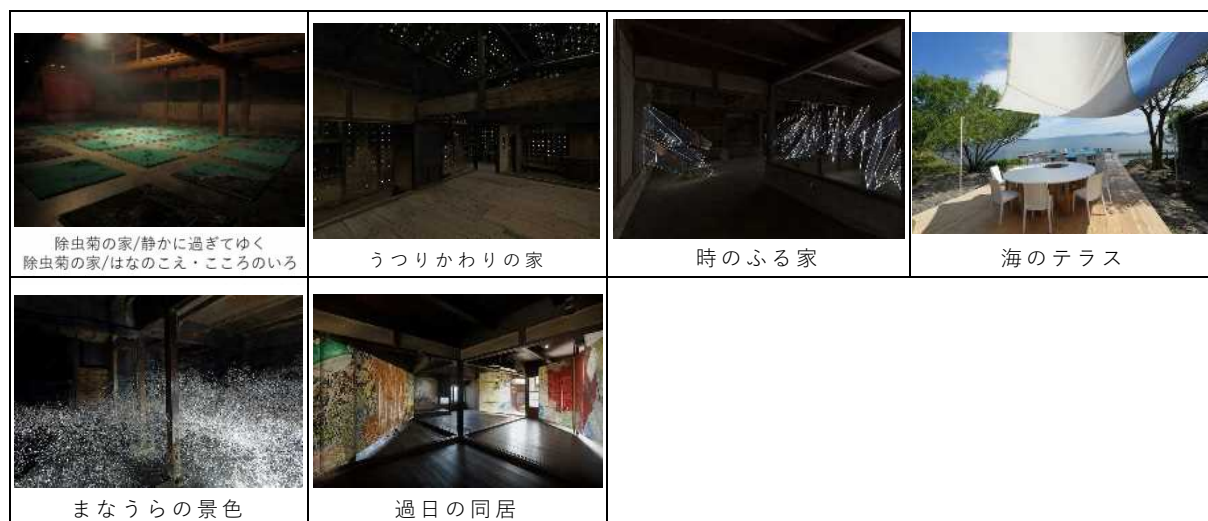 除虫菊の家/静かに過ぎてゆく
除虫菊の家/はなのこえ・こころのいろ
うつりかわりの家
時のふる家
海のテラス
まなうらの景色
過日の同居